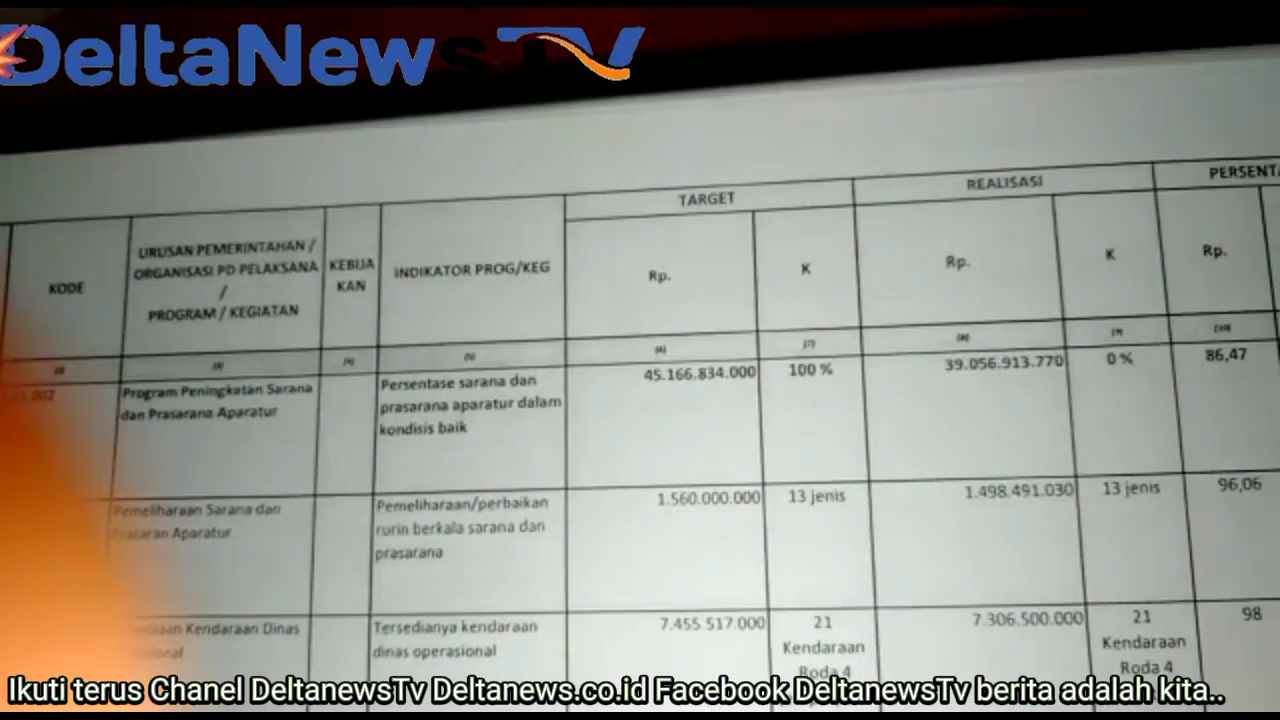 DeltaNewsTV
TARGET
REALISASI
KODE
URUSAN PEMERINTAHAN /
ORGANISASI PD PELAKSANA
/
PROGRAM / KEGIATAN
KEBIJA
KAN
INDIKATOR PROG/KEG
Rp.
K
Rp.
K
Rp.
Program Peningkatan Sarana
dan Prasarana Aparatur
Persentase sarana dan
prasarana aparatur dalam
kondisis baik
45.166.834.000
100 %
39.056.913.770
0 %
86,47
Pemeliharaan Sarana dan
Prasaran Aparatur
Pemeliharaan/perbaikan
rurin berkala sarana dan
prasarana
1.560.000.000
13 jenis
1.498.491.030
13 jenis
96,06
Kendaraan Dinas
Tersedianya kendaraan
dinas operasional
7.455 517.000
21
Kendaraan
Roda 4
7.306.500.000
21
Kendaraan
Roda 4
98
Ikuti terus Chanel DeltanewsTv Deltanews.co.id Facebook DeltanewsTv berita adalah kita..